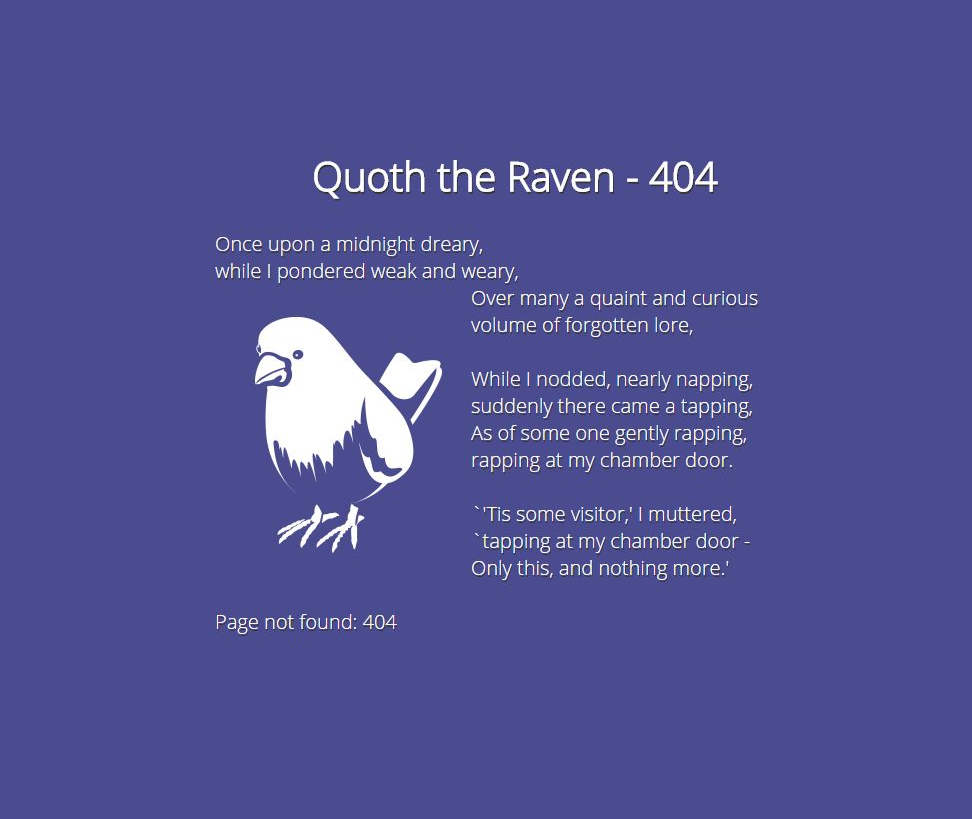 Quoth the Raven - 404
Once upon a midnight dreary,
while I pondered weak and weary,
Over many a quaint and curious
volume of forgotten lore,
While I nodded, nearly napping,
suddenly there came a tapping,
As of some one gently rapping,
rapping at my chamber door.
`'Tis some visitor,' I muttered,
`tapping at my chamber door -
Only this, and nothing more.'
Page not found: 404